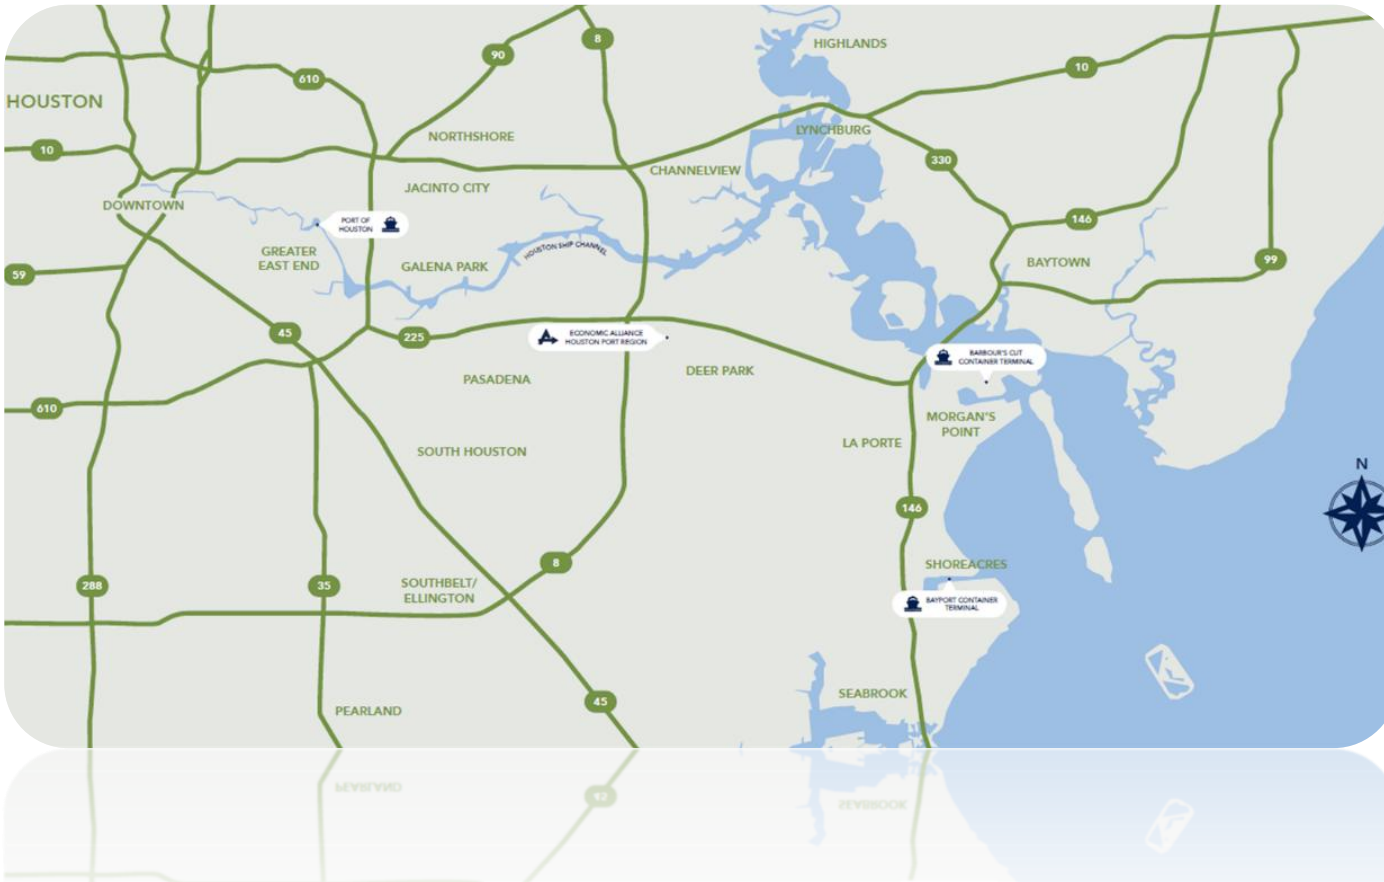 HIGHLANDS
8
90
10
610
HOUSTON
LYNCHBURG
NORTHSHORE
10
330
CHANNELVIEW
JACINTO CITY
DOWNTOWN
146
PORT OF
HOUSTON
GREATER
EAST END
HOUSTON SHIP CHANNEL
GALENA PARK
BAYTOWN
99
59
45
225
ECONOMIC ALLIANCE
HOUSTON PORT REGION
BARBOUR'S CUT
CONTAINER TERMINAL
DEER PARK
PASADENA
610
MORGAN'S
POINT
LA PORTE
SOUTH HOUSTON
N
146
8
SHOREACRES
288
35
SOUTHBELT/
ELLINGTON
BAYPORT CONTAINER
TERMINAL
SEABROOK
45
PEARLAND
PEARLAND
SEABROOK